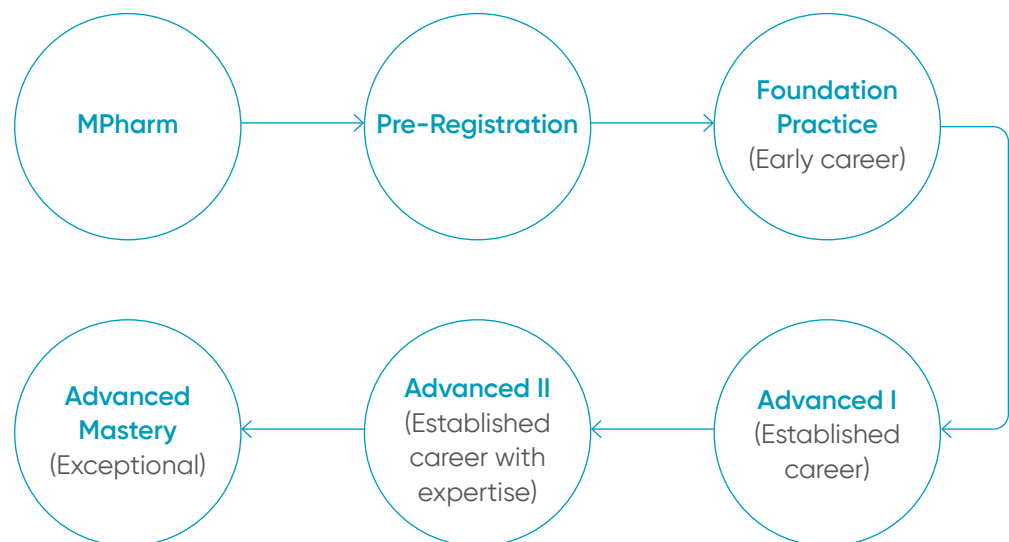 MPharm
Pre-Registration
Foundation
Practice
(Early career)
Advanced I
(Established
career)
Advanced II
(Established
career with
expertise)
Advanced
Mastery
(Exceptional)